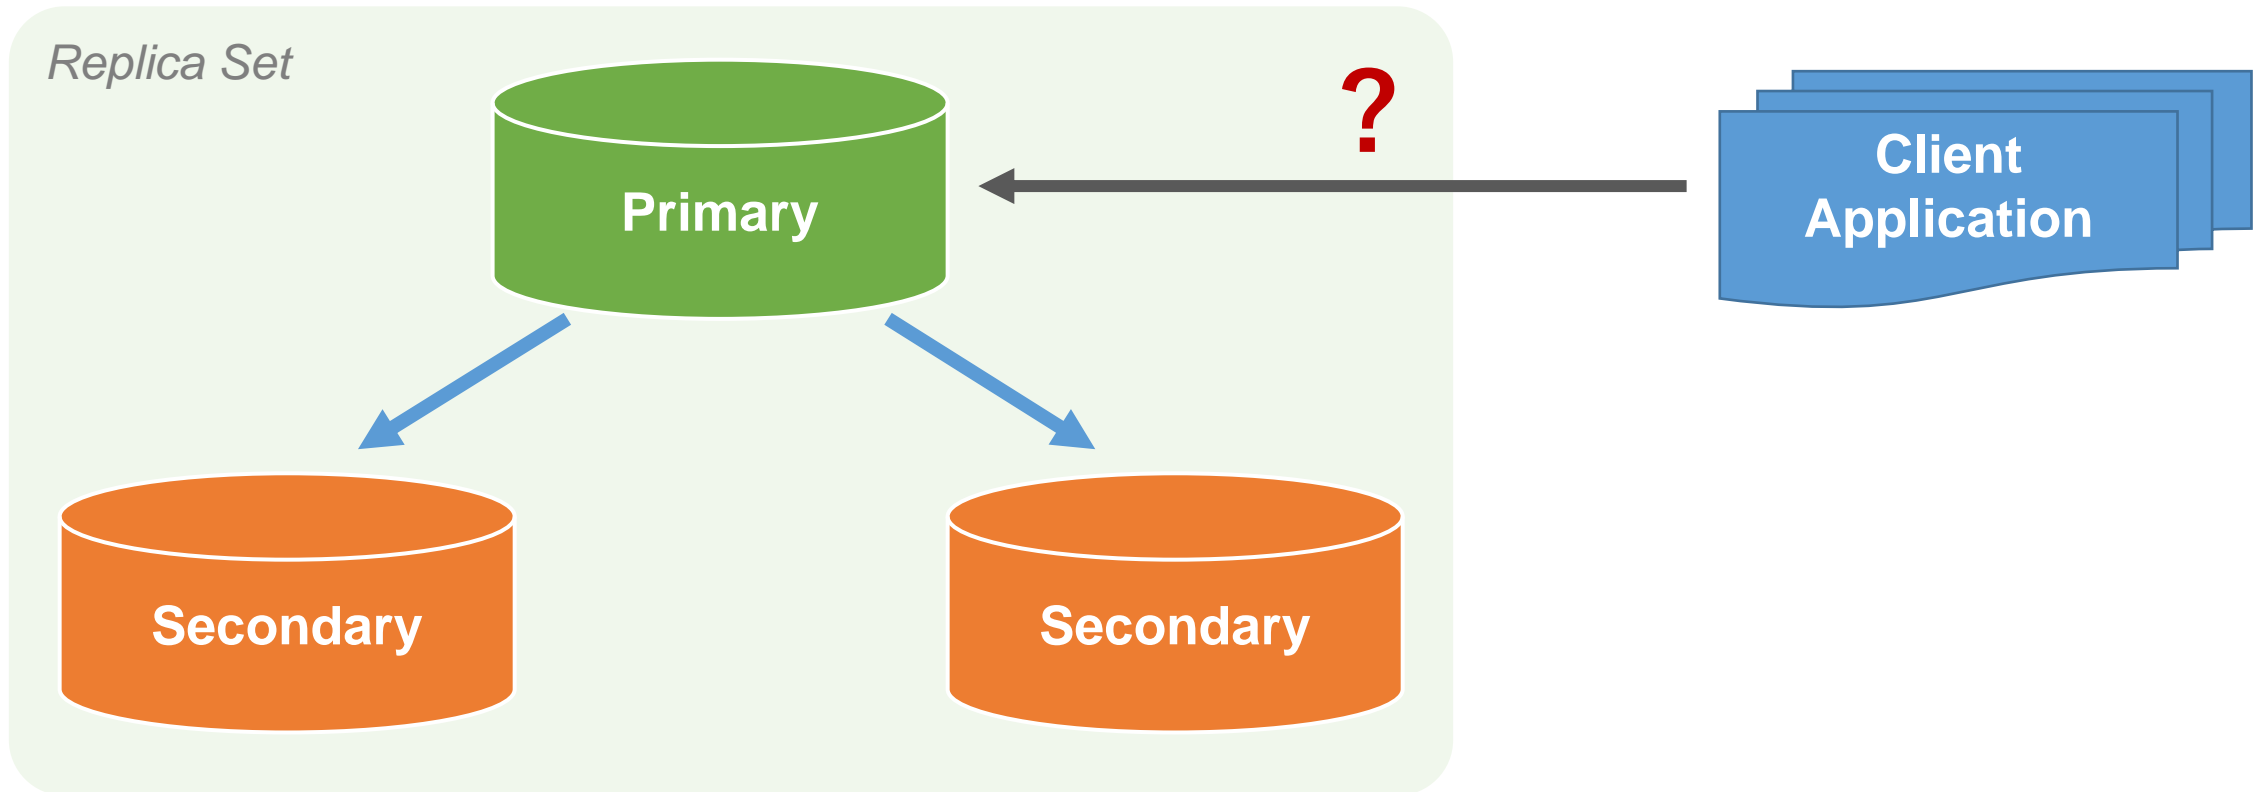 Replica Set
?
Primary
Client
Application
Secondary
Secondary